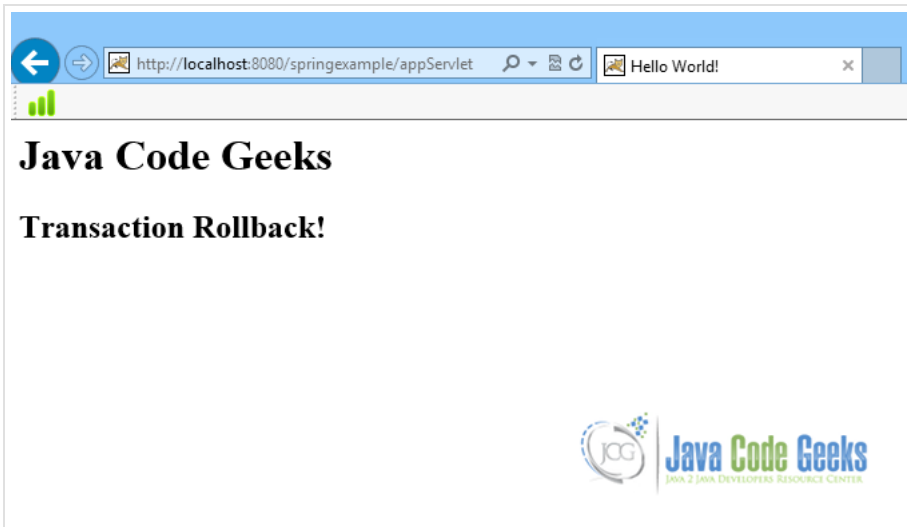 http://localhost:8080/springexample/appServlet
Hello World!
Java Code Geeks
Transaction Rollback!
JCG
Java Code Geeks
JAVA 2 JAVA DEVELOPERS RESOURCE CENTER